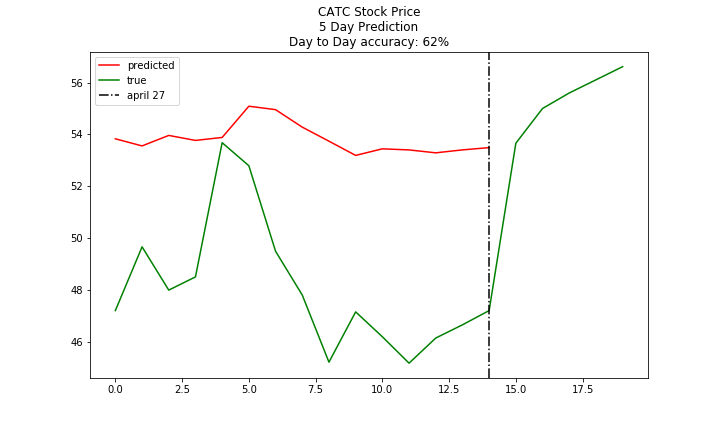 CATC Stock Price
5 Day Prediction
Day to Day accuracy: 62%
predicted
true
april 27
56
54
52
50
48
46
0.0 2.5 5.0 7.5 10.0 12.5 15.0 17.5